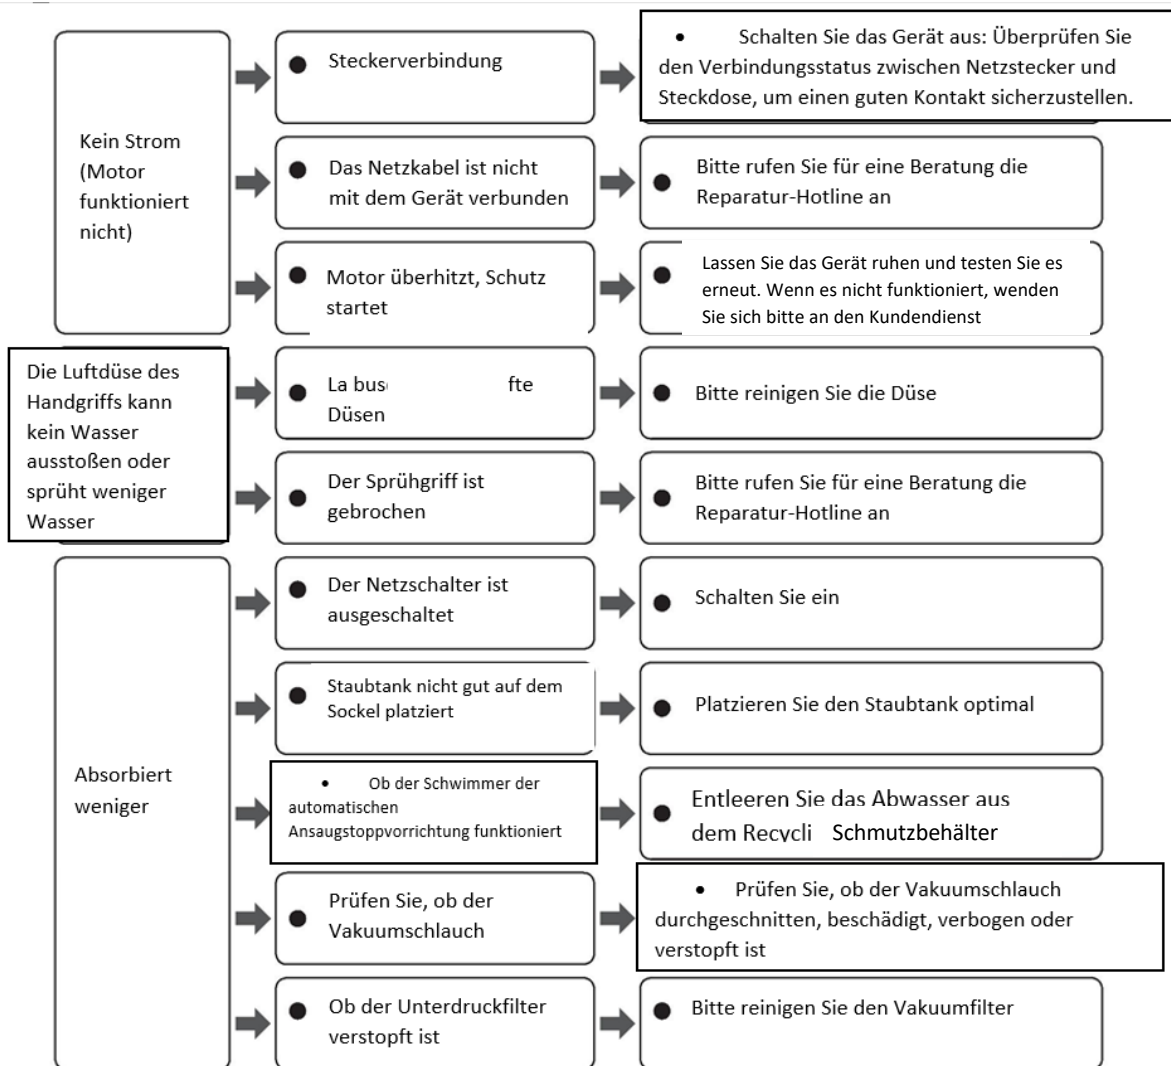 Kein Strom
(Motor
funktioniert
nicht)
• Steckerverbindung
• Schalten Sie das Gerät aus: Überprüfen Sie
den Verbindungsstatus zwischen Netzstecker und
Steckdose, um einen guten Kontakt sicherzustellen.
• Das Netzkabel ist nicht
mit dem Gerät verbunden
• Bitte rufen Sie für eine Beratung die
Reparatur-Hotline an
• Motor überhitzt, Schutz
startet
• Lassen Sie das Gerät ruhen und testen Sie es
erneut. Wenn es nicht funktioniert, wenden
Sie sich bitte an den Kundendienst
Die Luftdüse des
Handgriffs kann
kein Wasser
ausstoßen oder
sprüht weniger
Wasser
• La bus fte
Düsen
• Bitte reinigen Sie die Düse
• Der Sprühgriff ist
gebrochen
• Bitte rufen Sie für eine Beratung die
Reparatur-Hotline an
Absorbiert
weniger
• Der Netzschalter ist
ausgeschaltet
• Schalten Sie ein
• Staubtank nicht gut auf dem
Sockel platziert
• Platzieren Sie den Staubtank optimal
• Ob der Schwimmer der
automatischen
Ansaugstoppvorrichtung funktioniert
• Entleeren Sie das Abwasser aus
dem Recycli Schmutzbehälter
• Prüfen Sie, ob der
Vakuumschlauch
• Prüfen Sie, ob der Vakuumschlauch
durchgeschnitten, beschädigt, verbogen oder
verstopft ist
• Ob der Unterdruckfilter
verstopft ist
• Bitte reinigen Sie den Vakuumfilter